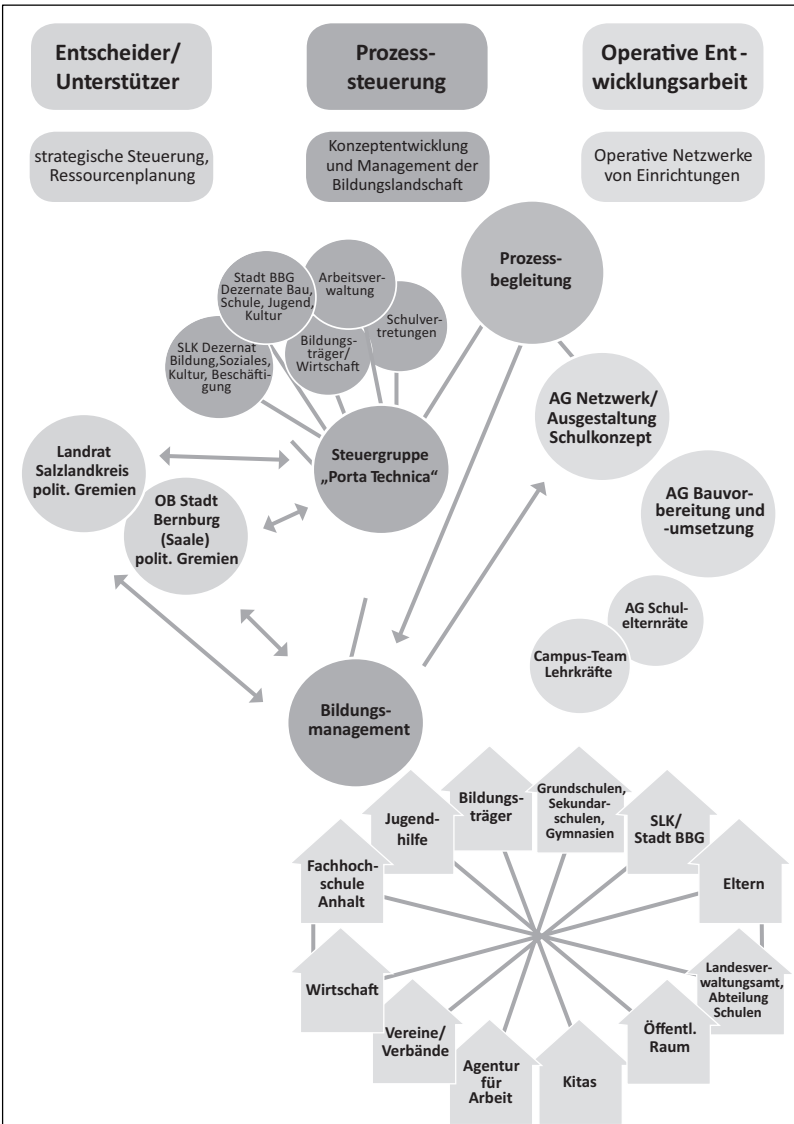 Entscheider/
Unterstützer
Prozess-
steuerung
Operative Ent-
wicklungsarbeit
strategische Steuerung,
Ressourcenplanung
Konzeptentwicklung
und Management der
Bildungslandschaft
Operative Netzwerke
von Einrichtungen
Prozess-
begleitung
Stadt BBG
Dezernate Bau,
Schule, Jugend,
Kultur
Arbeitsver-
waltung
Schulver-
tretungen
Bildungs-
träger/
Wirtschaft
SLK Dezernat
Bildung,Soziales,
Kultur, Beschäfti-
gung
AG Netzwerk/
Ausgestaltung
Schulkonzept
Steuergruppe
„Porta Technica“
Landrat
Salzlandkreis
polit. Gremien
OB Stadt
Bernburg
(Saale)
polit. Gremien
AG Bauvor-
bereitung und
-umsetzung
AG Schul-
elternräte
Campus-Team
Lehrkräfte
Bildungs-
management
Jugend-
hilfe
Bildungs-
träger
Grundschulen,
Sekundar-
schulen,
Gymnasien
SLK/
Stadt BBG
Fachhoch-
schule
Anhalt
Eltern
Wirtschaft
Landesver-
waltungsamt,
Abteilung
Schulen
Vereine/
Verbände
Öffentl.
Raum
Agentur
für
Arbeit
Kitas